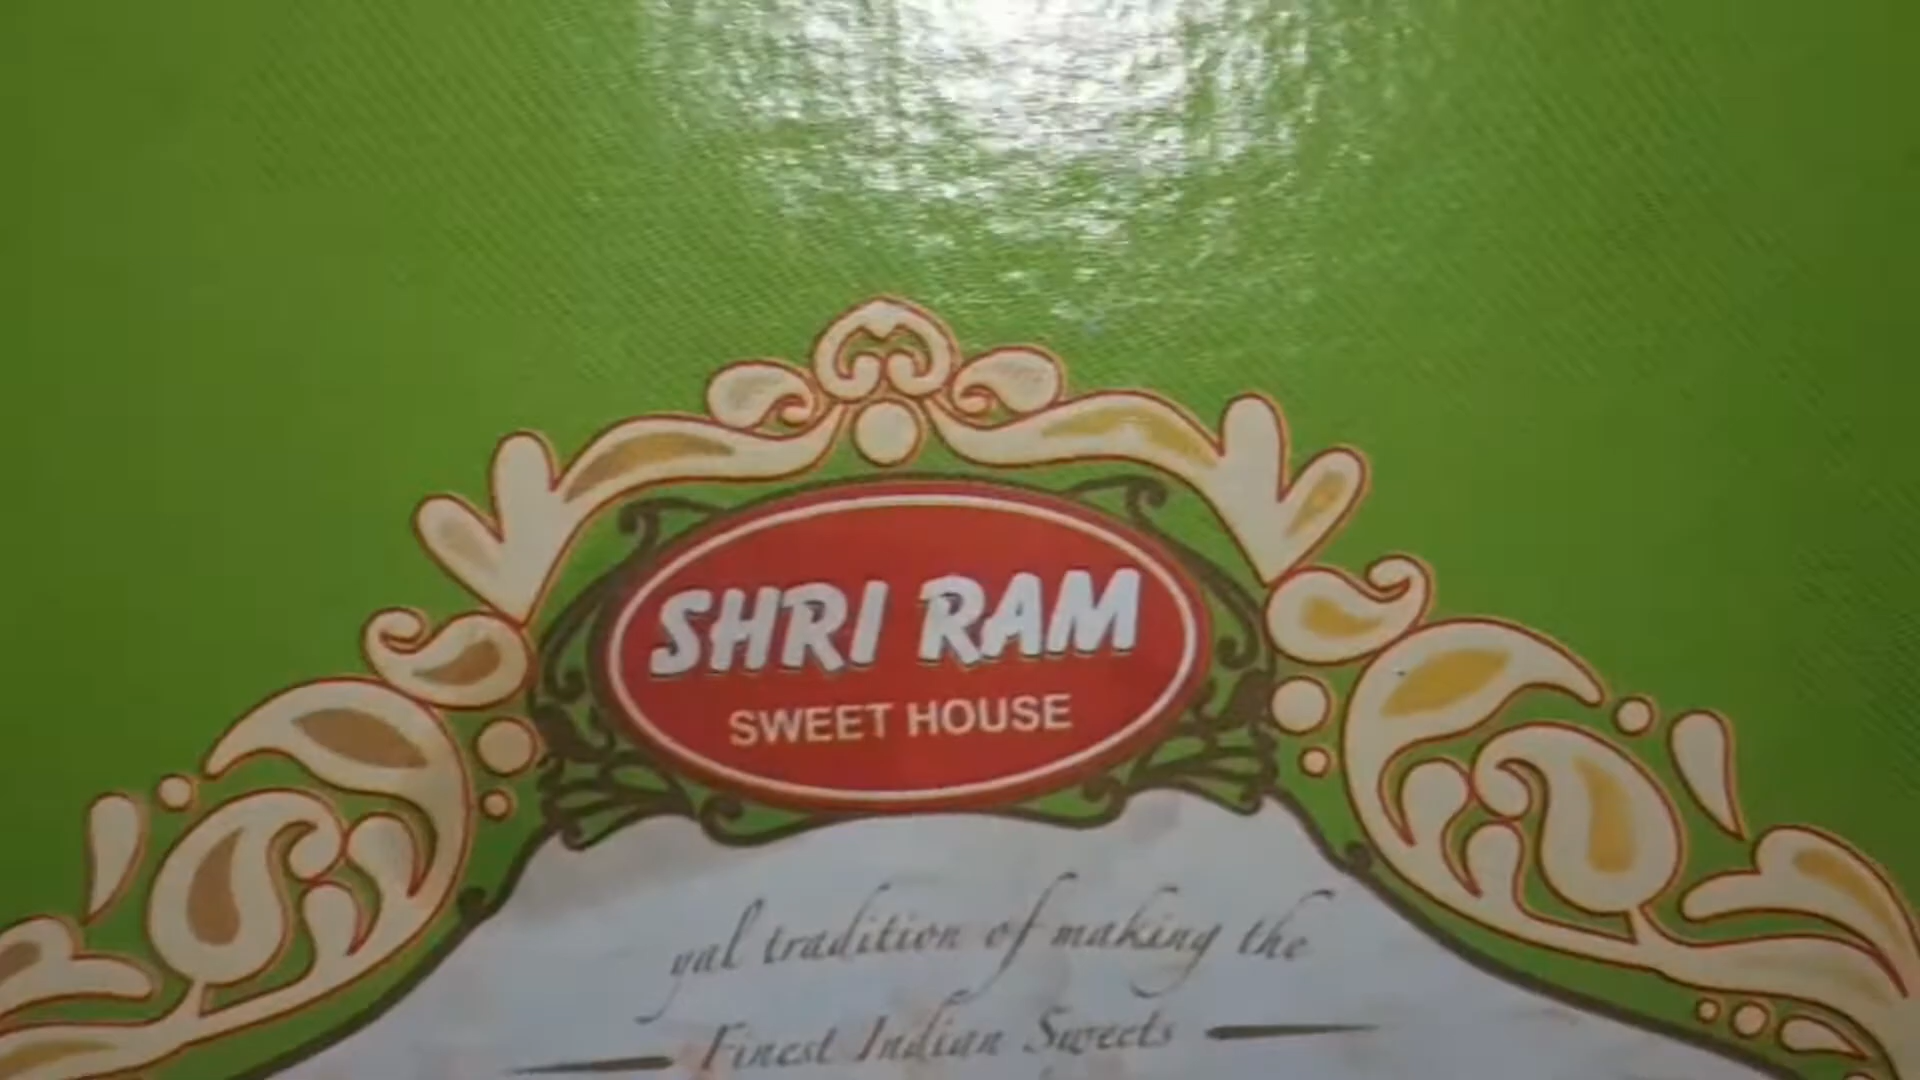 SHRI RAM
SWEET HOUSE
yal tradition of making the
Finest Indian Sweets